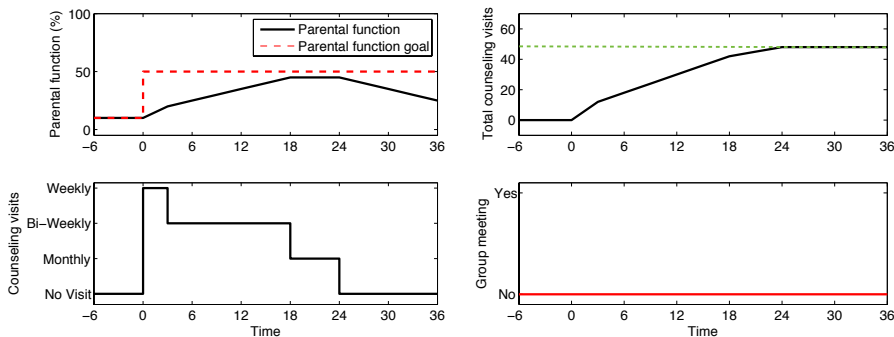 100
50
0
Parental function (%)
Parental function
Parental function goal
−6 0 6 12 18 24 30 36
60
40
20
0
Total counseling visits
−6 0 6 12 18 24 30 36
Weekly
Bi−Weekly
Monthly
No Visit
Counseling visits
−6 0 6 12 18 24 30 36
Time
Yes
No
Group meeting
−6 0 6 12 18 24 30 36
Time